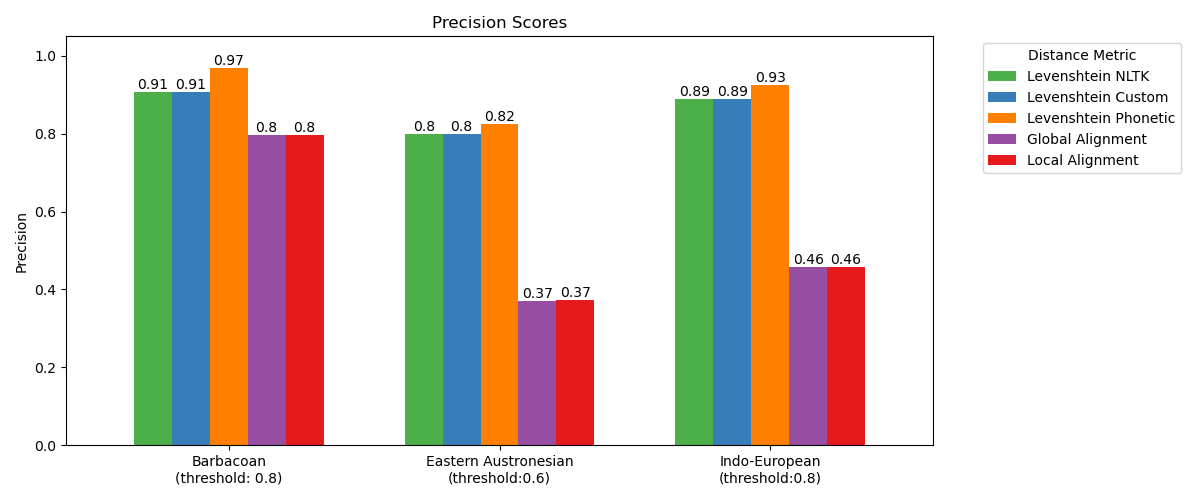 Precision Scores
Precision
1.0
0.8
0.6
0.4
0.2
0.0
0.91
0.91
0.97
0.8
0.8
0.8
0.8
0.82
0.37
0.37
0.89
0.89
0.93
0.46
0.46
Barbacoan
(threshold: 0.8)
Eastern Austronesian
(threshold:0.6)
Indo-European
(threshold:0.8)
Distance Metric
Levenshtein NLTK
Levenshtein Custom
Levenshtein Phonetic
Global Alignment
Local Alignment